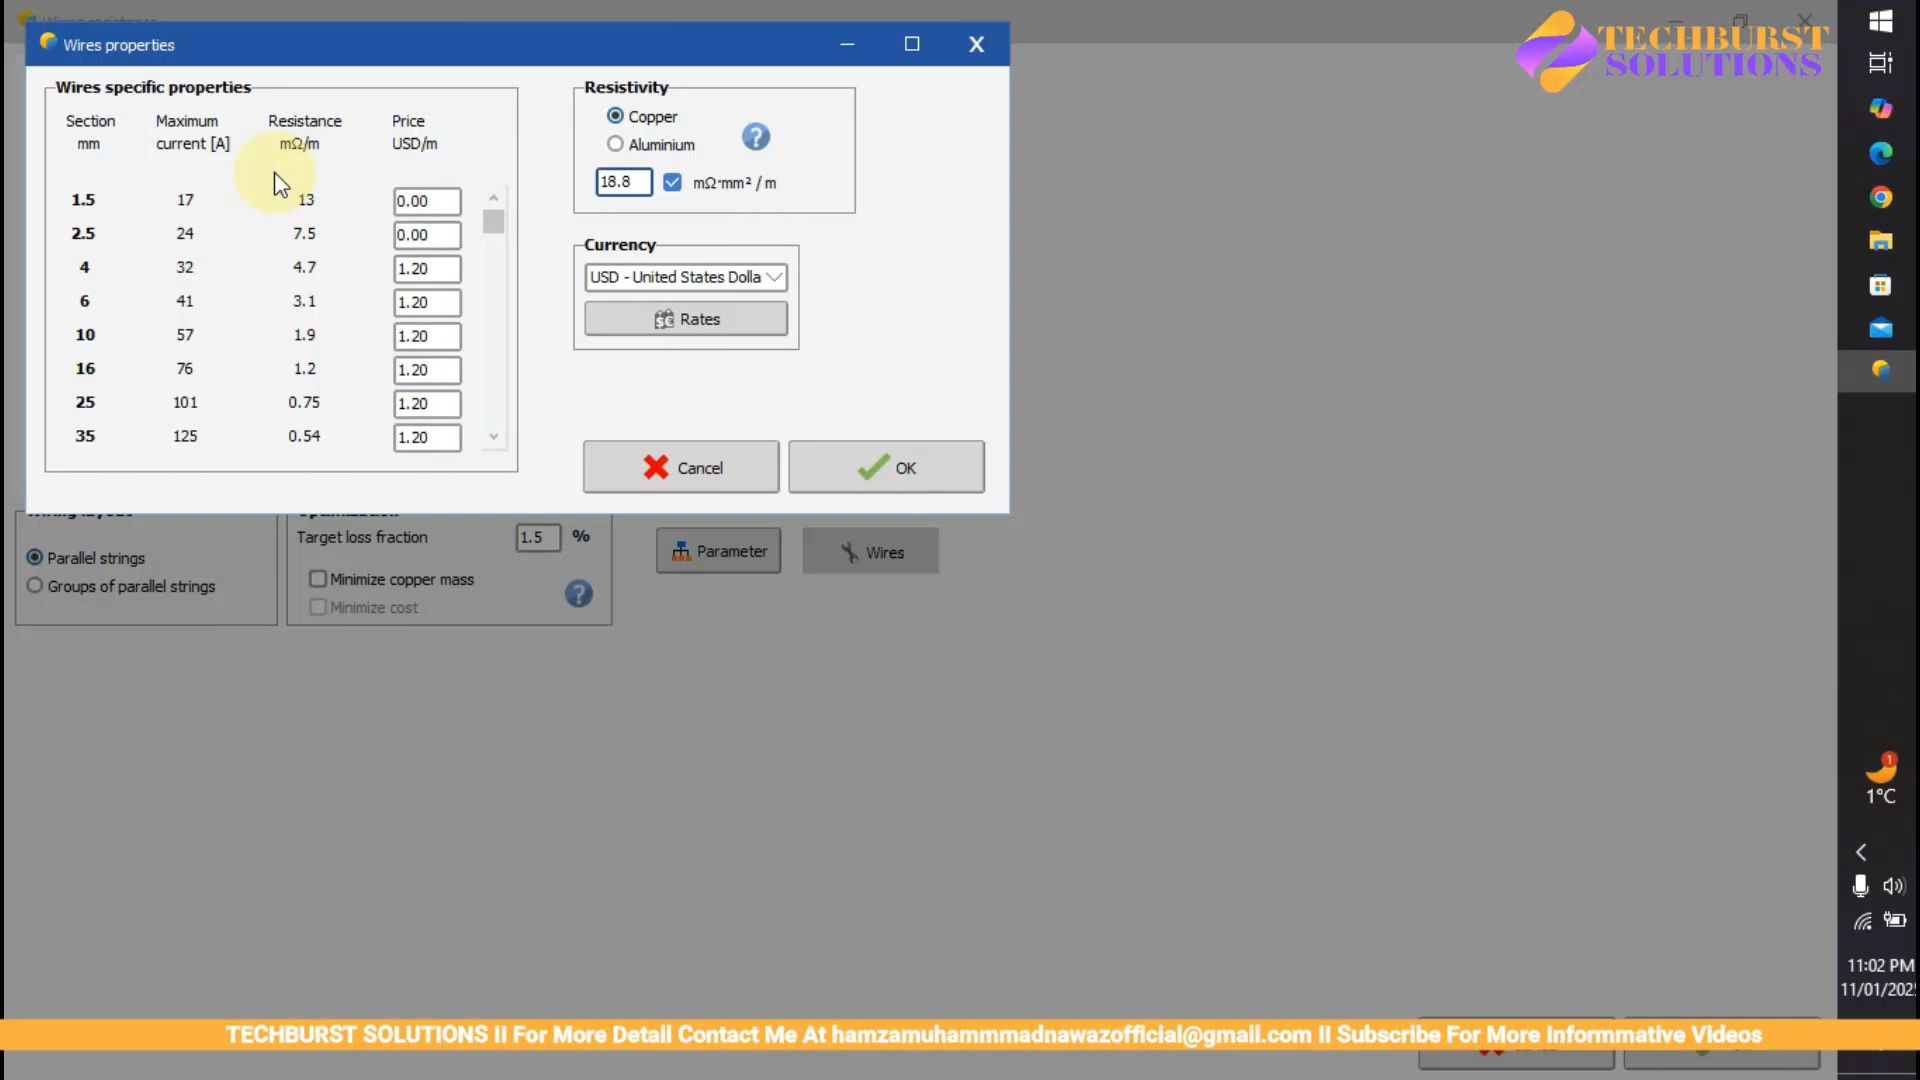 Wiring resistance
Wires properties
TECHBURST
SOLUTIONS
Wires specific properties
Section
mm
Maximum
current [A]
Resistance
mΩ/m
Price
USD/m
1.5 17 13 0.00
2.5 24 7.5 0.00
4 32 4.7 1.20
6 41 3.1 1.20
10 57 1.9 1.20
16 76 1.2 1.20
25 101 0.75 1.20
35 125 0.54 1.20
Resistivity
Copper
Aluminium
?
18.8 mΩ·mm² / m
Currency
USD - United States Dolla
Rates
Cancel
OK
Parallel strings
Groups of parallel strings
Target loss fraction 1.5 %
Minimize copper mass
Minimize cost
?
Parameter
Wires
1
1°C
11:02 PM
11/01/202
TECHBURST SOLUTIONS II For More Detail Contact Me At hamzamuhammmadnawazofficial@gmail.com II Subscribe For More Informmative Videos